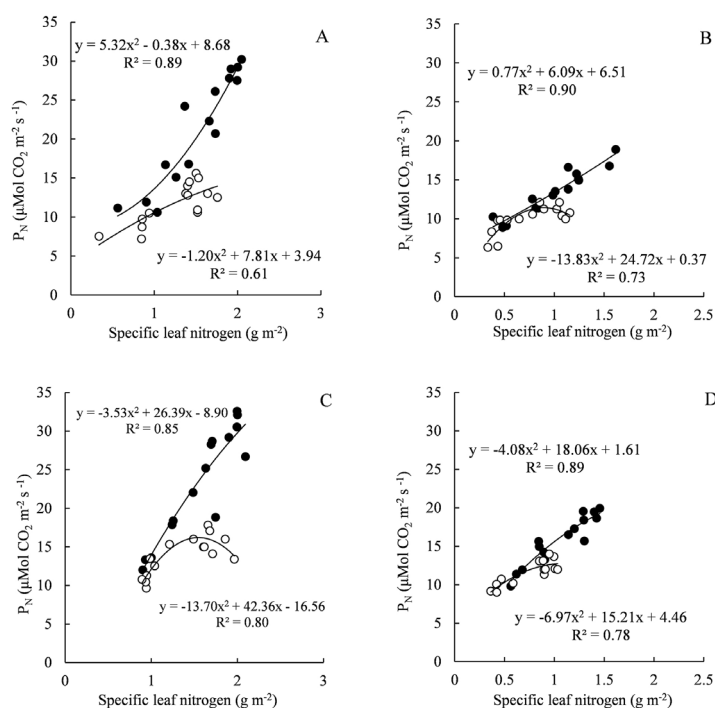 A
y = 5.32x² - 0.38x + 8.68
R² = 0.89
35
30
25
20
15
10
5
0
P_N (μMol CO₂ m⁻² s⁻¹)
y = -1.20x² + 7.81x + 3.94
R² = 0.61
0 1 2 3
Specific leaf nitrogen (g m⁻²)
B
y = 0.77x² + 6.09x + 6.51
R² = 0.90
35
30
25
20
15
10
5
0
P_N (μMol CO₂ m⁻² s⁻¹)
y = -13.83x² + 24.72x + 0.37
R² = 0.73
0 0.5 1 1.5 2 2.5
Specific leaf nitrogen (g m⁻²)
C
y = -3.53x² + 26.39x - 8.90
R² = 0.85
35
30
25
20
15
10
5
0
P_N (μMol CO₂ m⁻² s⁻¹)
y = -13.70x² + 42.36x - 16.56
R² = 0.80
0 1 2 3
Specific leaf nitrogen (g m⁻²)
D
y = -4.08x² + 18.06x + 1.61
R² = 0.89
35
30
25
20
15
10
5
0
P_N (μMol CO₂ m⁻² s⁻¹)
y = -6.97x² + 15.21x + 4.46
R² = 0.78
0 0.5 1 1.5 2 2.5
Specific leaf nitrogen (g m⁻²)